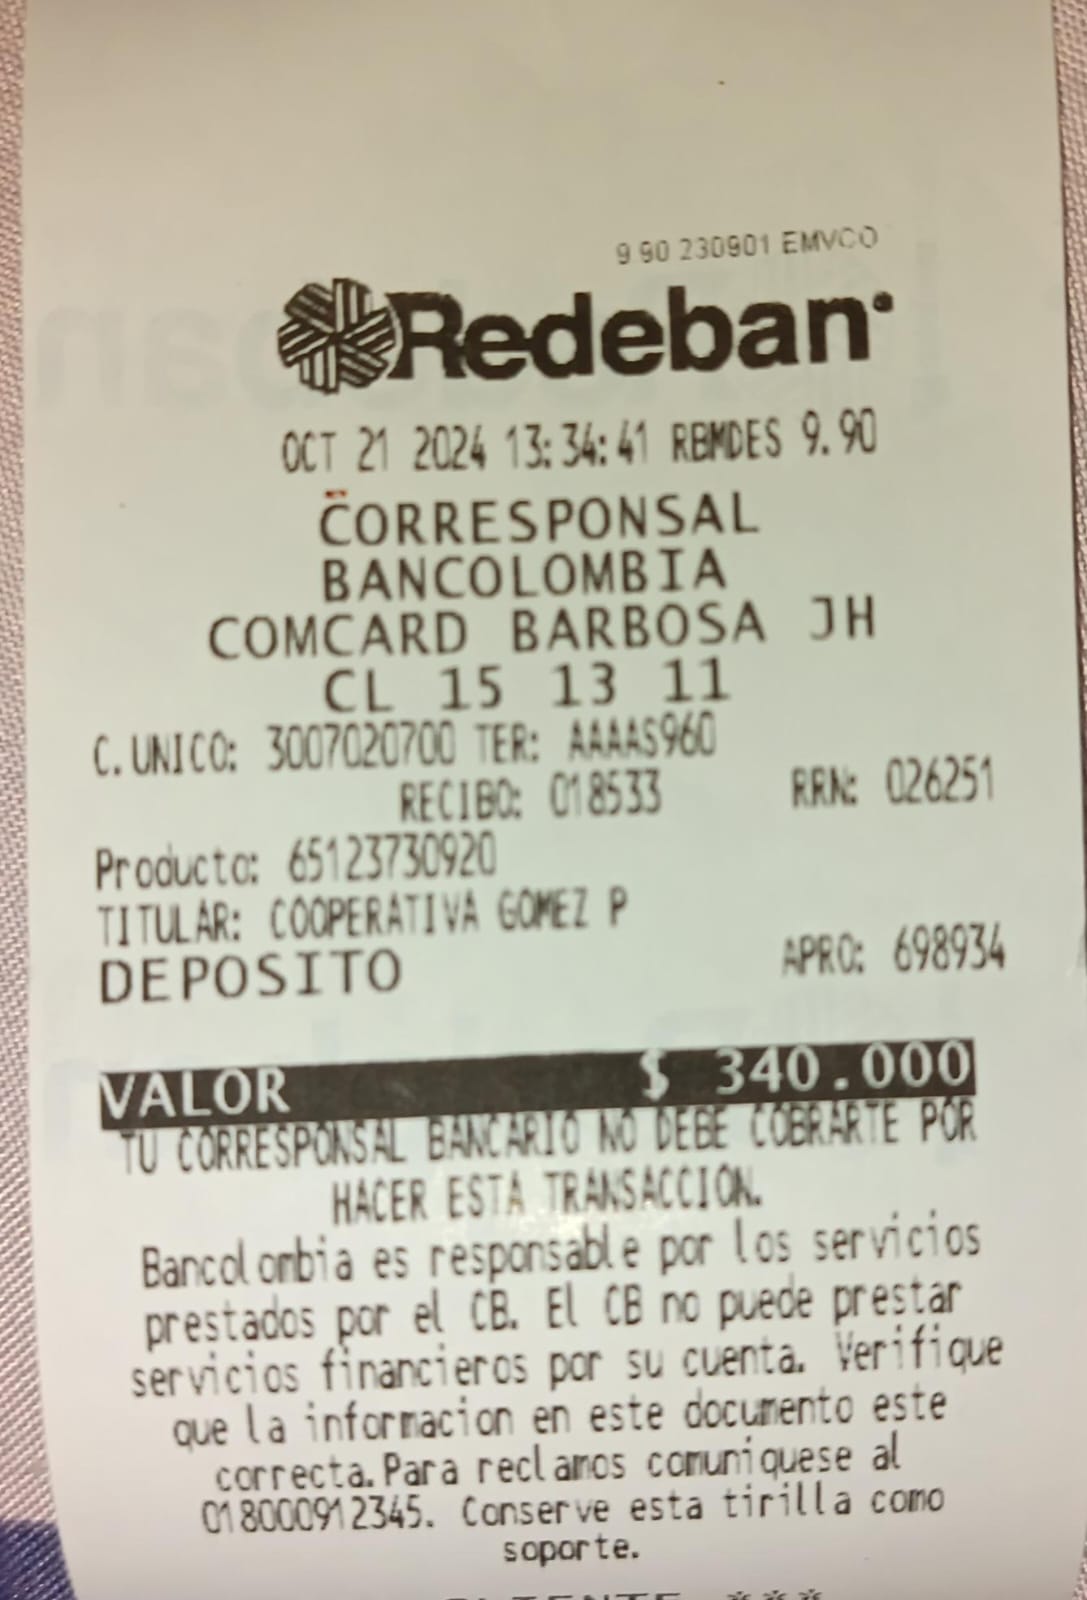 9.90 230901 EMVCO
Redeban
OCT 21 2024 13:34:41 RBMDES 9.90
CORRESPONSAL
BANCOLOMBIA
COMCARD BARBOSA JH
CL 15 13 11
C. UNICO: 3007020700 TER: AAAAS960
RECIBO: 018533 RRN: 026251
Producto: 65123730920
TITULAR: COOPERATIVA GOMEZ P
DEPOSITO APRO: 698934
VALOR $ 340.000
TU CORRESPONSAL BANCARIO NO DEBE COBRARTE POR
HACER ESTA TRANSACCION.
Bancolombia es responsable por los servicios
prestados por el CB. El CB no puede prestar
servicios financieros por su cuenta. Verifique
que la informacion en este documento este
correcta. Para reclamos comuniquese al
018000912345. Conserve esta tirilla como
soporte.
***